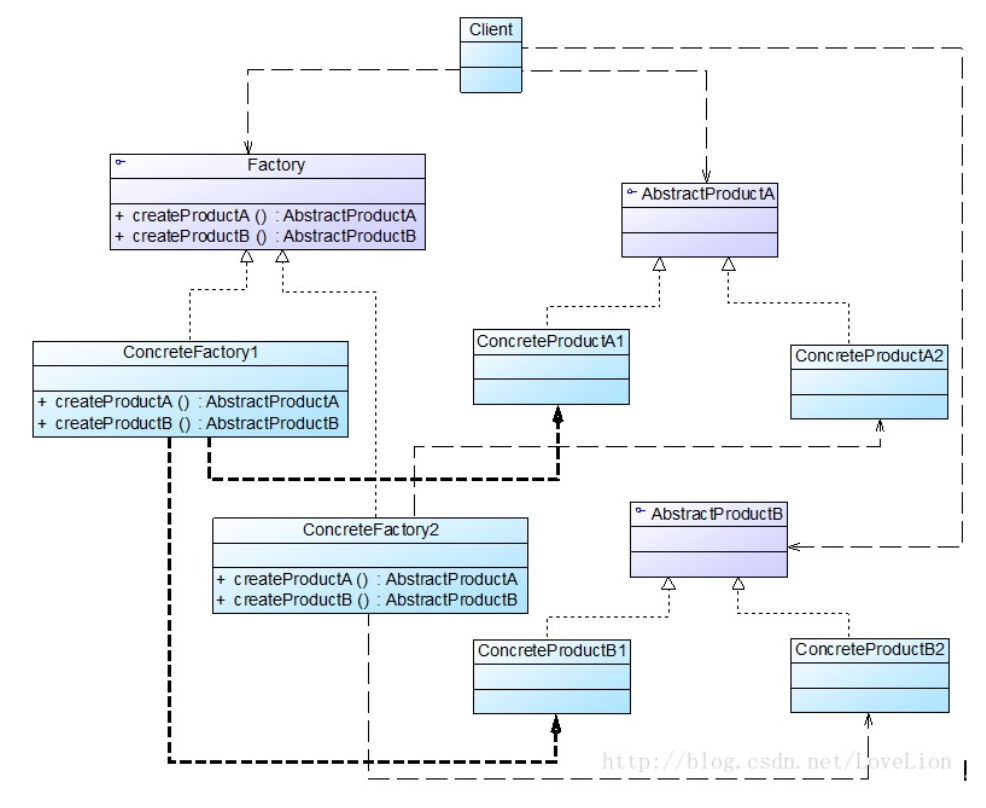 Client
Factory
+ createProductA () : AbstractProductA
+ createProductB () : AbstractProductB
AbstractProductA
ConcreteProductA1
ConcreteFactory1
+ createProductA () : AbstractProductA
+ createProductB () : AbstractProductB
ConcreteProductA2
AbstractProductB
ConcreteFactory2
+ createProductA () : AbstractProductA
+ createProductB () : AbstractProductB
ConcreteProductB1
ConcreteProductB2
http://blog.csdn.net/LoveLion